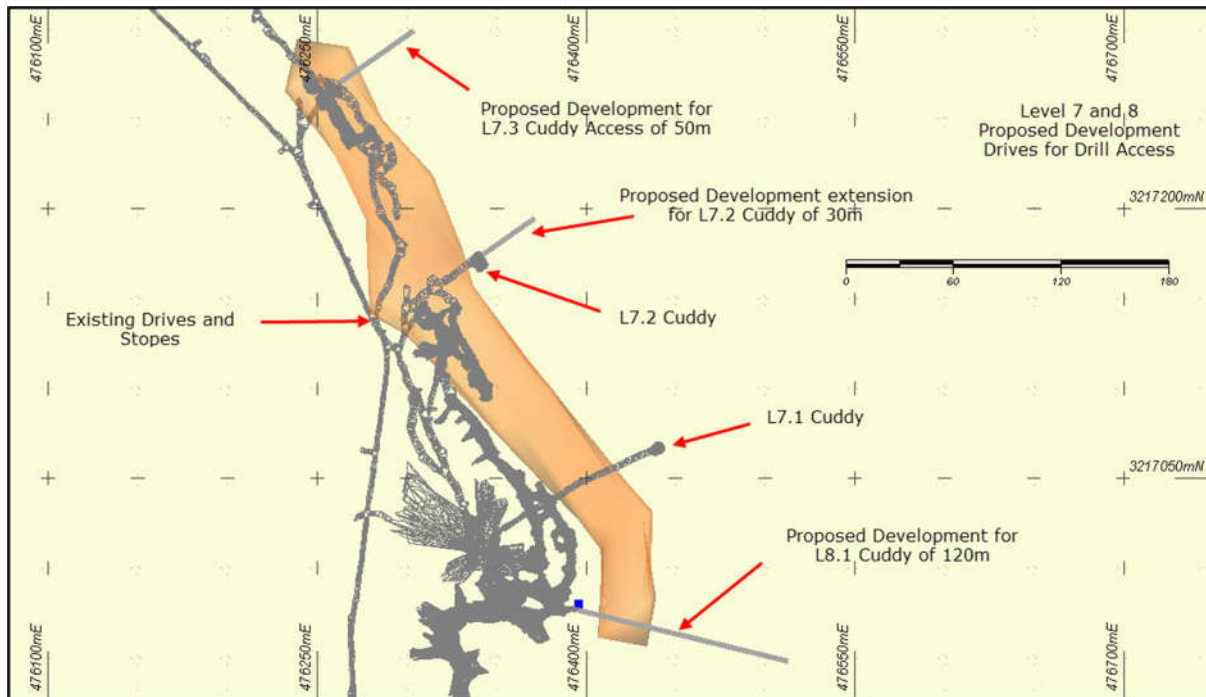 476100mE
476250mE
476400mE
476550mE
476700mE
Proposed Development for
L7.3 Cuddy Access of 50m
Level 7 and 8
Proposed Development
Drives for Drill Access
Proposed Development extension
for L7.2 Cuddy of 30m
3217200mN
0
60
120
180
L7.2 Cuddy
Existing Drives and
Stopes
L7.1 Cuddy
3217050mN
Proposed Development for
L8.1 Cuddy of 120m
476100mE
476250mE
476400mE
476550mE
476700mE